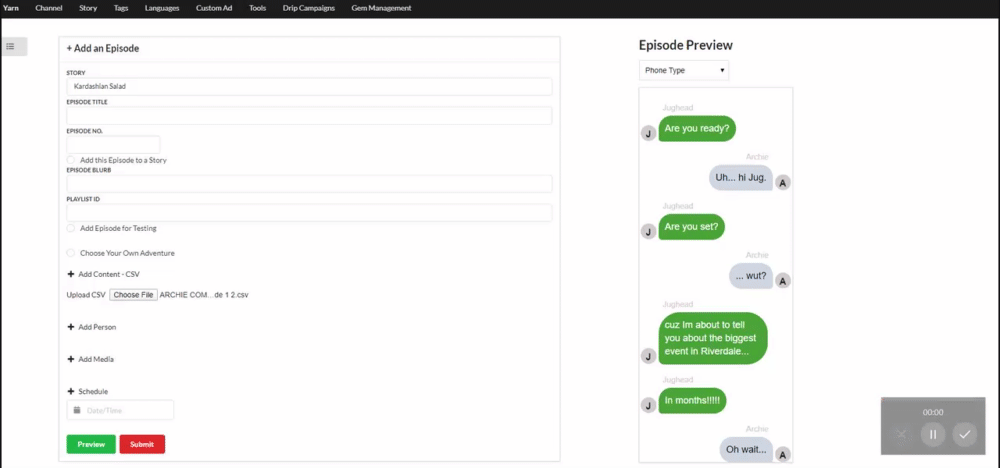 Yarn Channel Story Tags Languages Custom Ad Tools Drip Campaigns Gem Management
+ Add an Episode
STORY
Kardashian Salad
EPISODE TITLE
EPISODE NO.
Add this Episode to a Story
EPISODE BLURB
PLAYLIST ID
Add Episode for Testing
Choose Your Own Adventure
+ Add Content - CSV
Upload CSV Choose File ARCHIE COM...de 1 2.csv
+ Add Person
+ Add Media
+ Schedule
Date/Time
Preview Submit
Episode Preview
Phone Type
Jughead
J Are you ready?
Archie
Uh... hi Jug. A
Jughead
J Are you set?
Archie
... wut? A
Jughead
cuz Im about to tell
you about the biggest
J event in Riverdale...
Jughead
J In months!!!!!
Archie
Oh wait... A
00:00